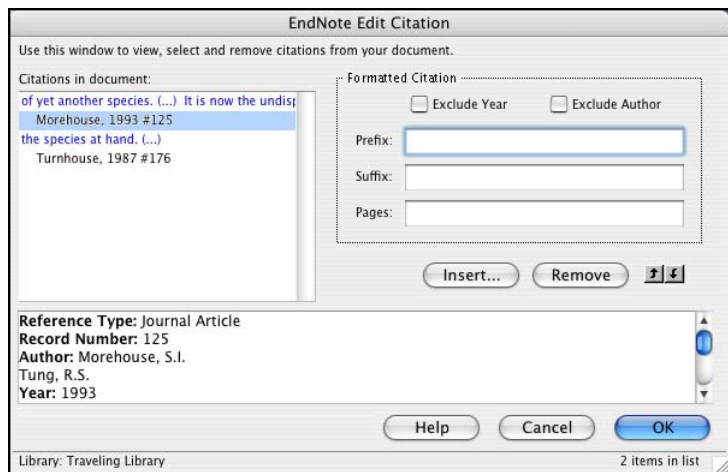 EndNote Edit Citation
Use this window to view, select and remove citations from your document.
Citations in document:
of yet another species. (...) It is now the undisp
Morehouse, 1993 #125
the species at hand. (...)
Turnhouse, 1987 #176
Formatted Citation
Exclude Year
Exclude Author
Prefix:
Suffix:
Pages:
Insert...
Remove
Reference Type: Journal Article
Record Number: 125
Author: Morehouse, S.I.
Tung, R.S.
Year: 1993
Help
Cancel
OK
Library: Traveling Library
2 items in list